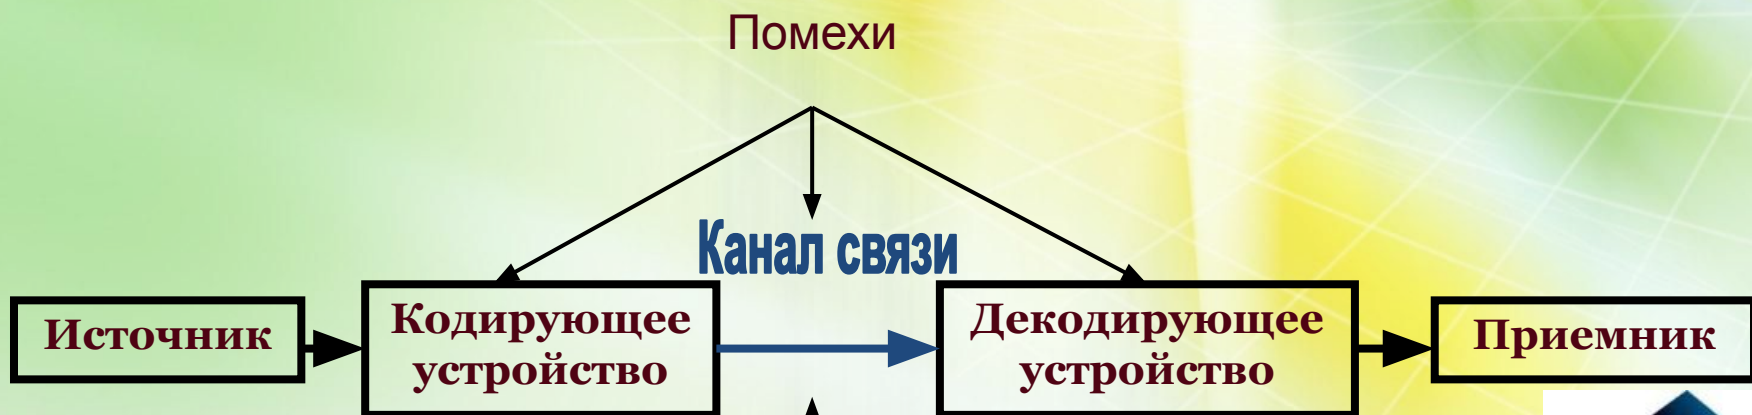 Помехи
Канал связи
Источник
Кодирующее
устройство
Декодирующее
устройство
Приемник